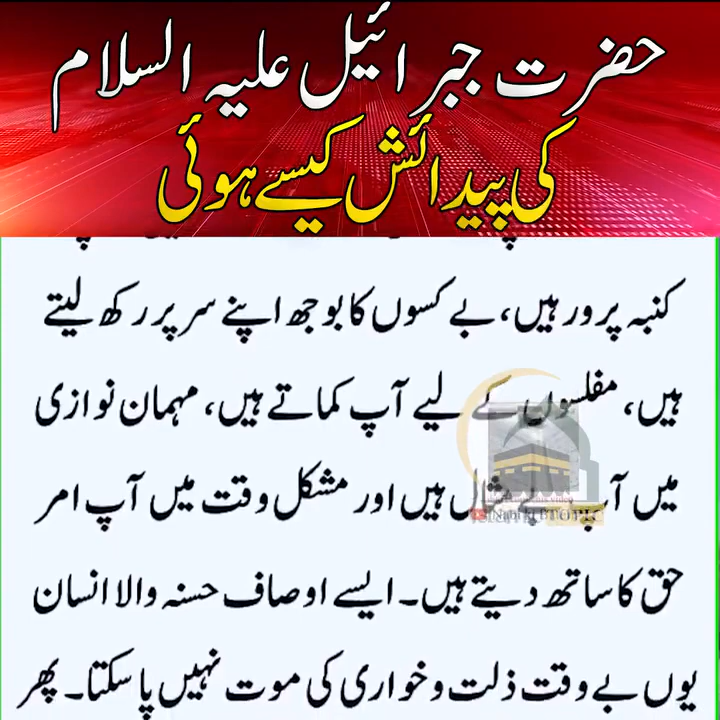 حضرت جبرائیل علیہ السلام
کی پیدائش کیسے ہوئی
کنبہ پرور ہیں، بے کسوں کا بوجھ اپنے سر پر رکھ لیتے
ہیں، مفلسوں کے لیے آپ کماتے ہیں، مہمان نوازی
میں آپ بے مثال ہیں اور مشکل وقت میں آپ امر
حق کا ساتھ دیتے ہیں۔ ایسے اوصاف حسنہ والا انسان
یوں بے وقت ذلت و خواری کی موت نہیں پا سکتا۔ پھر